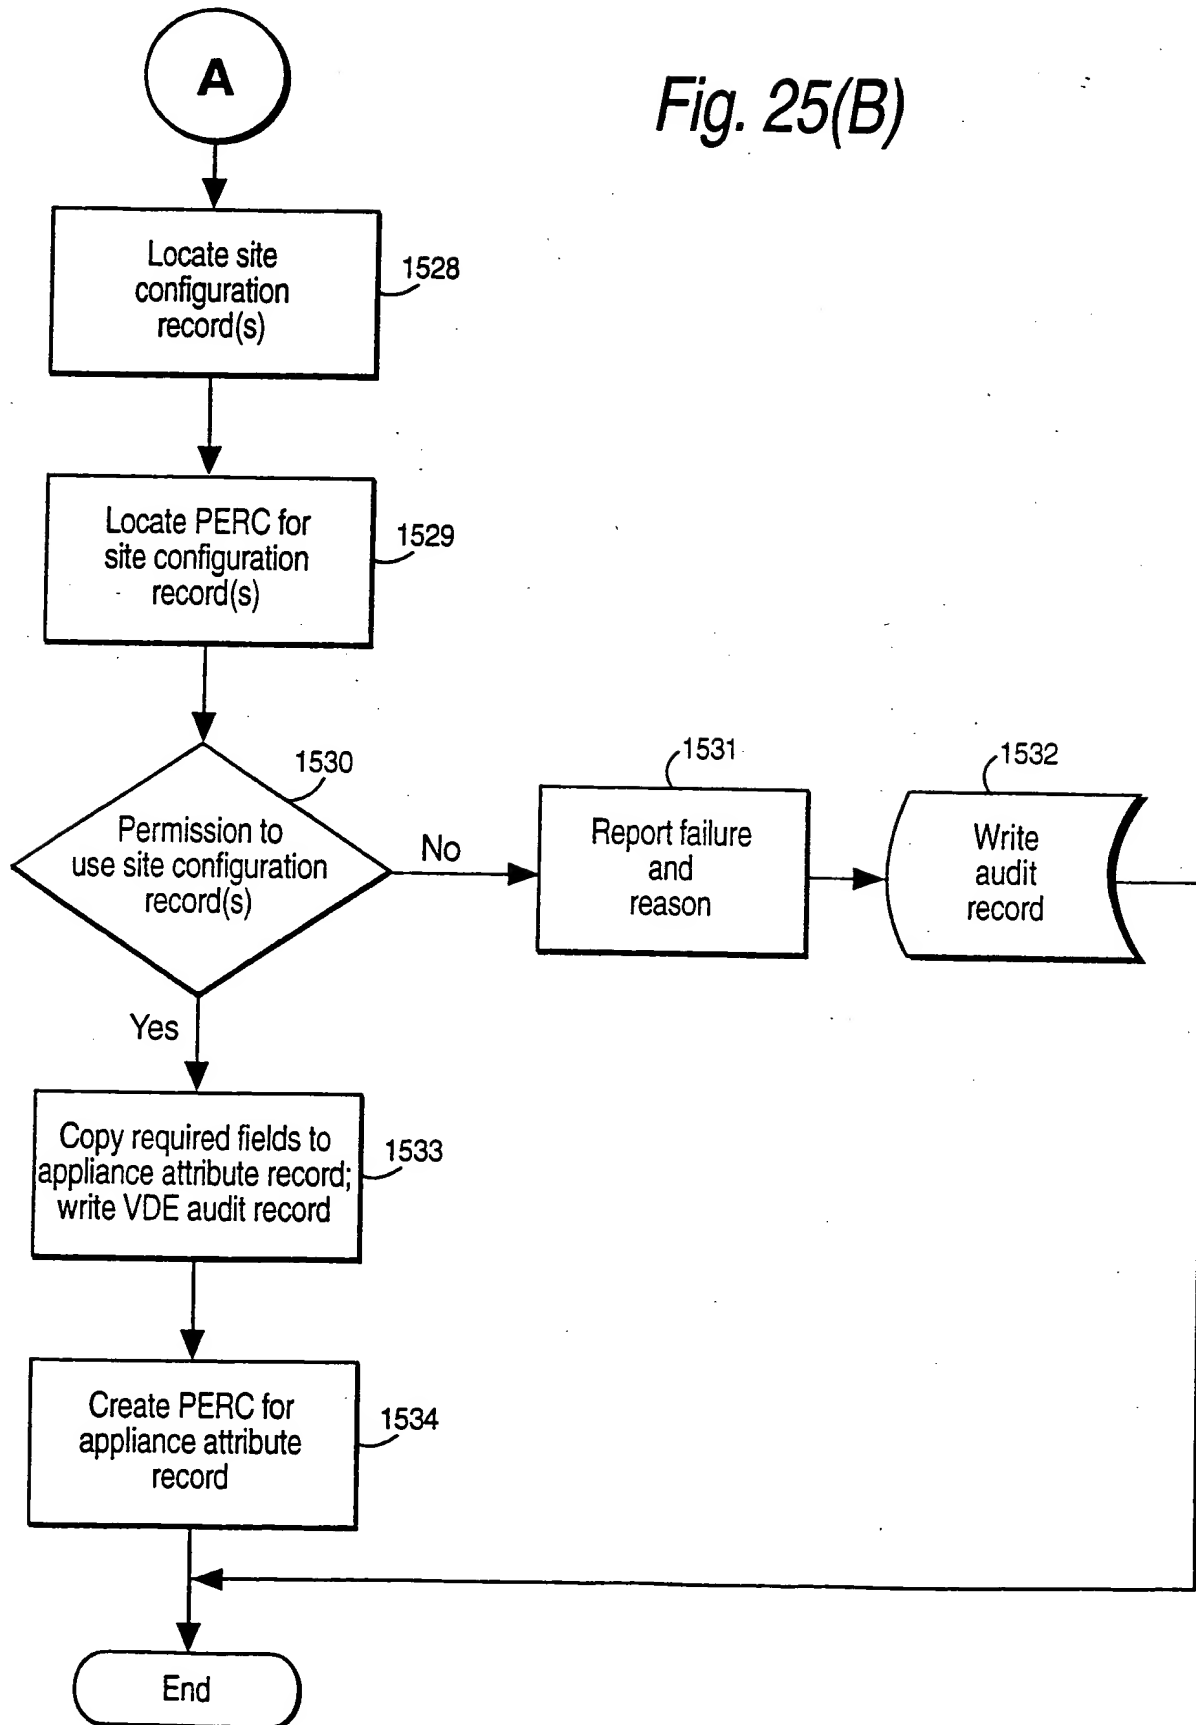 A
Fig. 25(B)
Locate site
configuration
record(s)
1528
Locate PERC for
site configuration
record(s)
1529
Permission to
use site configuration
record(s)
1530
No
Report failure
and
reason
1531
Write
audit
record
1532
Yes
Copy required fields to
appliance attribute record;
write VDE audit record
1533
Create PERC for
appliance attribute
record
1534
End